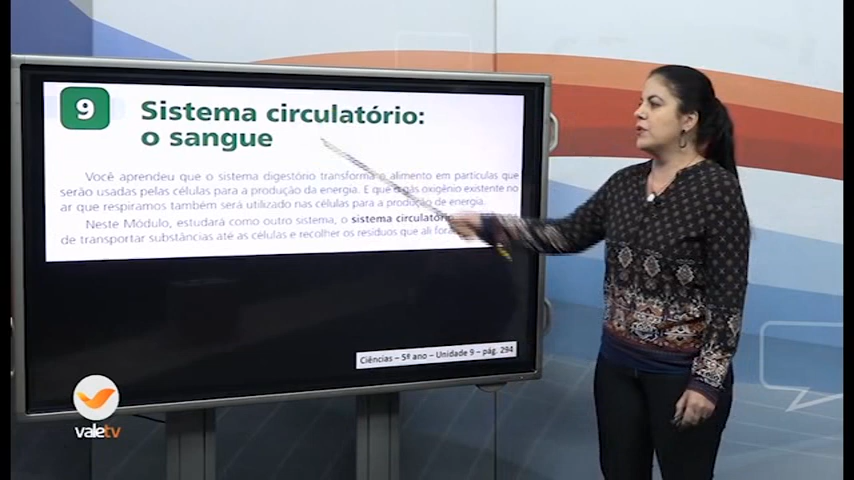 9
Sistema circulatório:
o sangue
Você aprendeu que o sistema digestório transforma o alimento em partículas que
serão usadas pelas células para a produção da energia. E que o gás oxigênio existente no
ar que respiramos também será utilizado nas células para a produção de energia.
Neste Módulo, estudará como outro sistema, o sistema circulatório
de transportar substâncias até as células e recolher os resíduos que ali
Ciências – 5º ano – Unidade 9 – pág. 294
valetv